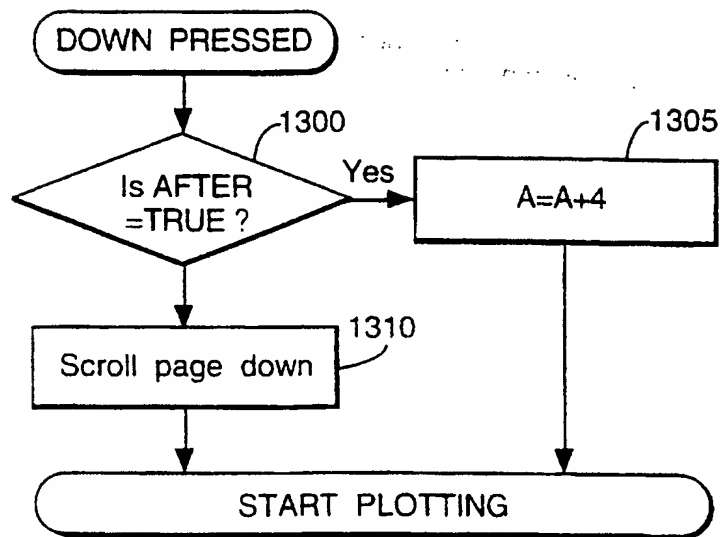 DOWN PRESSED
1300
1305
Is AFTER
=TRUE ?
Yes
A=A+4
1310
Scroll page down
START PLOTTING